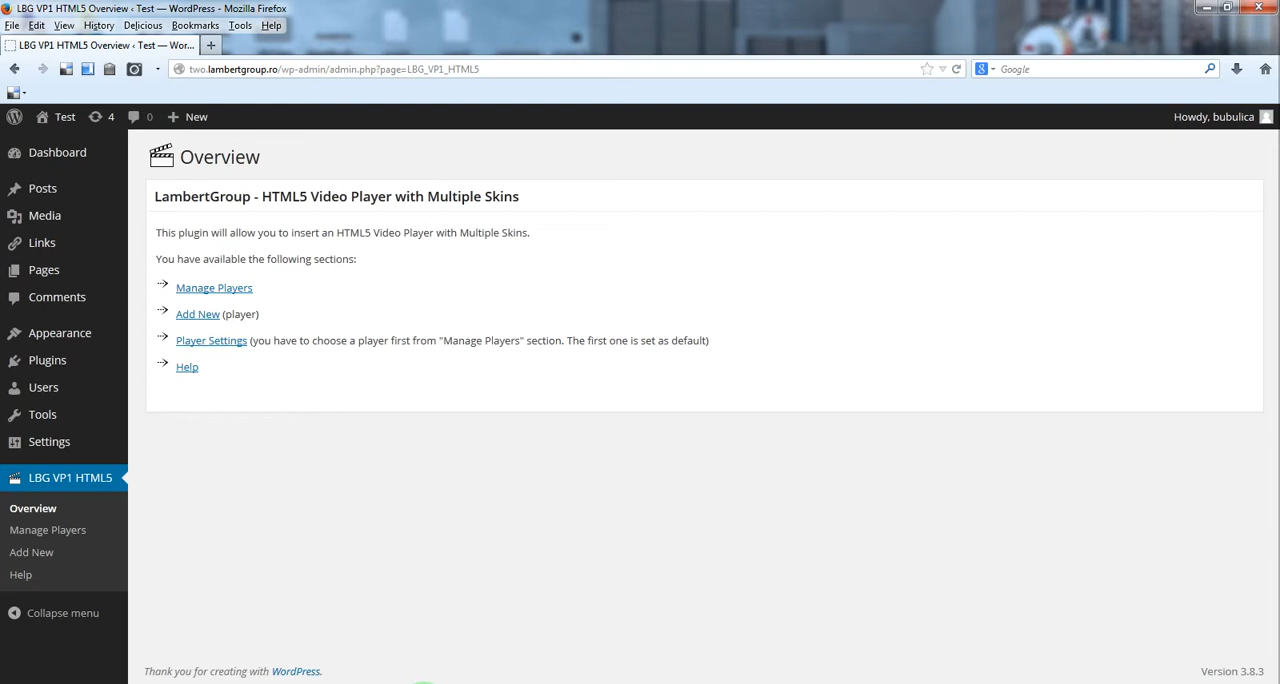 LBG VP1 HTML5 Overview ‹ Test — WordPress - Mozilla Firefox
File Edit View History Delicious Bookmarks Tools Help
LBG VP1 HTML5 Overview ‹ Test — Wor... +
two.lambertgroup.ro/wp-admin/admin.php?page=LBG_VP1_HTML5
8 Google
Test 4 0 New
Howdy, bubulica
Dashboard
Posts
Media
Links
Pages
Comments
Appearance
Plugins
Users
Tools
Settings
LBG VP1 HTML5
Overview
Manage Players
Add New
Help
Collapse menu
Overview
LambertGroup - HTML5 Video Player with Multiple Skins
This plugin will allow you to insert an HTML5 Video Player with Multiple Skins.
You have available the following sections:
Manage Players
Add New (player)
Player Settings (you have to choose a player first from "Manage Players" section. The first one is set as default)
Help
Thank you for creating with WordPress.
Version 3.8.3